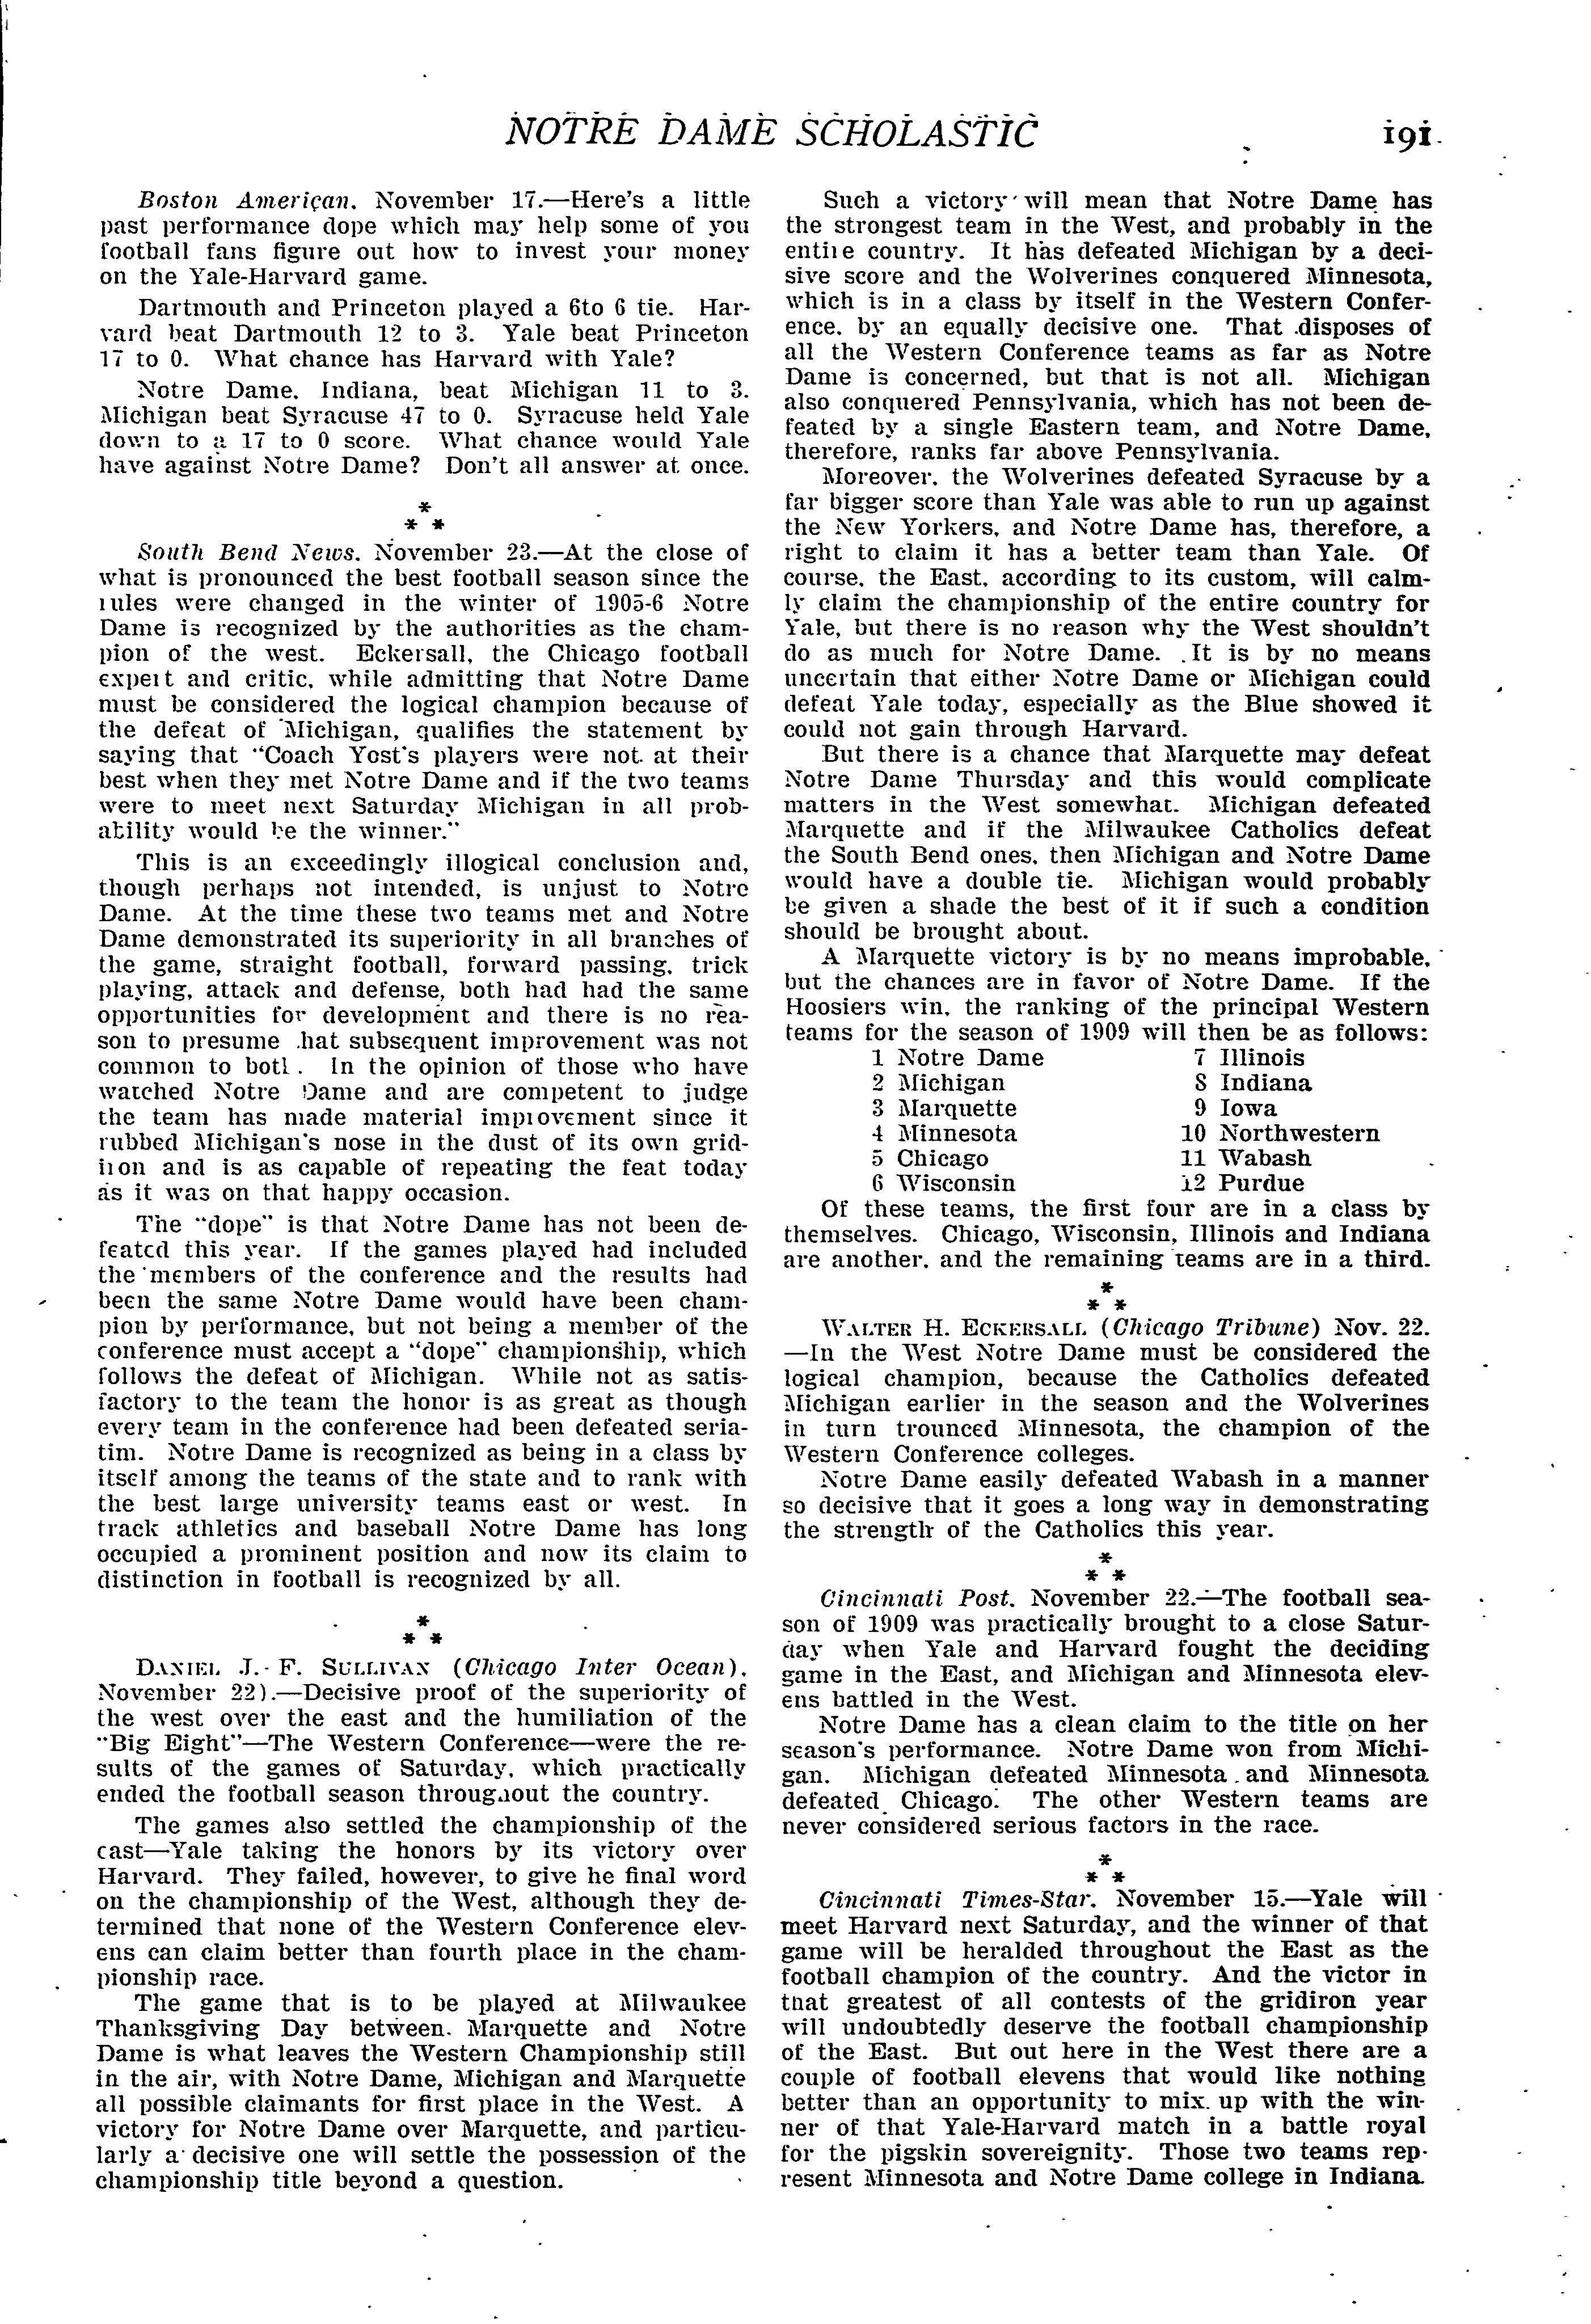 NOTRE DAME SCHOLASTIC 191
Boston American, November 17.—Here's a little
past performance dope which may help some of you
football fans figure out how to invest your money
on the Yale-Harvard game.
Dartmouth and Princeton played a 6to 6 tie. Har-
vard beat Dartmouth 12 to 3. Yale beat Princeton
17 to 0. What chance has Harvard with Yale?
Notre Dame, Indiana, beat Michigan 11 to 3.
Michigan beat Syracuse 47 to 0. Syracuse held Yale
down to a 17 to 0 score. What chance would Yale
have against Notre Dame? Don't all answer at once.
*
* *
South Bend News. November 23.—At the close of
what is pronounced the best football season since the
rules were changed in the winter of 1905-6 Notre
Dame is recognized by the authorities as the cham-
pion of the west. Eckersall, the Chicago football
expert and critic, while admitting that Notre Dame
must be considered the logical champion because of
the defeat of Michigan, qualifies the statement by
saying that "Coach Yost's players were not at their
best when they met Notre Dame and if the two teams
were to meet next Saturday Michigan in all prob-
ability would be the winner."
This is an exceedingly illogical conclusion and,
though perhaps not intended, is unjust to Notre
Dame. At the time these two teams met and Notre
Dame demonstrated its superiority in all branches of
the game, straight football, forward passing, trick
playing, attack and defense, both had had the same
opportunities for development and there is no rea-
son to presume .hat subsequent improvement was not
common to botl. In the opinion of those who have
watched Notre Dame and are competent to judge
the team has made material improvement since it
rubbed Michigan's nose in the dust of its own grid-
iron and is as capable of repeating the feat today
as it was on that happy occasion.
The "dope" is that Notre Dame has not been de-
feated this year. If the games played had included
the members of the conference and the results had
been the same Notre Dame would have been cham-
pion by performance, but not being a member of the
conference must accept a "dope" championship, which
follows the defeat of Michigan. While not as satis-
factory to the team the honor is as great as though
every team in the conference had been defeated seria-
tim. Notre Dame is recognized as being in a class by
itself among the teams of the state and to rank with
the best large university teams east or west. In
track athletics and baseball Notre Dame has long
occupied a prominent position and now its claim to
distinction in football is recognized by all.
*
* *
DANIEL J. F. SULLIVAN (Chicago Inter Ocean),
November 22).—Decisive proof of the superiority of
the west over the east and the humiliation of the
"Big Eight"—The Western Conference—were the re-
sults of the games of Saturday, which practically
ended the football season throughout the country.
The games also settled the championship of the
east—Yale taking the honors by its victory over
Harvard. They failed, however, to give he final word
on the championship of the West, although they de-
termined that none of the Western Conference elev-
ens can claim better than fourth place in the cham-
pionship race.
The game that is to be played at Milwaukee
Thanksgiving Day between Marquette and Notre
Dame is what leaves the Western Championship still
in the air, with Notre Dame, Michigan and Marquette
all possible claimants for first place in the West. A
victory for Notre Dame over Marquette, and particu-
larly a decisive one will settle the possession of the
championship title beyond a question.
Such a victory will mean that Notre Dame has
the strongest team in the West, and probably in the
entire country. It has defeated Michigan by a deci-
sive score and the Wolverines conquered Minnesota,
which is in a class by itself in the Western Confer-
ence. by an equally decisive one. That disposes of
all the Western Conference teams as far as Notre
Dame is concerned, but that is not all. Michigan
also conquered Pennsylvania, which has not been de-
feated by a single Eastern team, and Notre Dame,
therefore, ranks far above Pennsylvania.
Moreover. the Wolverines defeated Syracuse by a
far bigger score than Yale was able to run up against
the New Yorkers, and Notre Dame has, therefore, a
right to claim it has a better team than Yale. Of
course, the East, according to its custom, will calm-
ly claim the championship of the entire country for
Yale, but there is no reason why the West shouldn't
do as much for Notre Dame. It is by no means
uncertain that either Notre Dame or Michigan could
defeat Yale today, especially as the Blue showed it
could not gain through Harvard.
But there is a chance that Marquette may defeat
Notre Dame Thursday and this would complicate
matters in the West somewhat. Michigan defeated
Marquette and if the Milwaukee Catholics defeat
the South Bend ones, then Michigan and Notre Dame
would have a double tie. Michigan would probably
be given a shade the best of it if such a condition
should be brought about.
A Marquette victory is by no means improbable,
but the chances are in favor of Notre Dame. If the
Hoosiers win, the ranking of the principal Western
teams for the season of 1909 will then be as follows:
1 Notre Dame 7 Illinois
2 Michigan 8 Indiana
3 Marquette 9 Iowa
4 Minnesota 10 Northwestern
5 Chicago 11 Wabash
6 Wisconsin 12 Purdue
Of these teams, the first four are in a class by
themselves. Chicago, Wisconsin, Illinois and Indiana
are another, and the remaining teams are in a third.
*
* *
WALTER H. ECKERSALL (Chicago Tribune) Nov. 22.
—In the West Notre Dame must be considered the
logical champion, because the Catholics defeated
Michigan earlier in the season and the Wolverines
in turn trounced Minnesota, the champion of the
Western Conference colleges.
Notre Dame easily defeated Wabash in a manner
so decisive that it goes a long way in demonstrating
the strength of the Catholics this year.
*
* *
Cincinnati Post. November 22.—The football sea-
son of 1909 was practically brought to a close Satur-
day when Yale and Harvard fought the deciding
game in the East, and Michigan and Minnesota elev-
ens battled in the West.
Notre Dame has a clean claim to the title on her
season's performance. Notre Dame won from Michi-
gan. Michigan defeated Minnesota and Minnesota
defeated Chicago. The other Western teams are
never considered serious factors in the race.
*
* *
Cincinnati Times-Star. November 15.—Yale will
meet Harvard next Saturday, and the winner of that
game will be heralded throughout the East as the
football champion of the country. And the victor in
that greatest of all contests of the gridiron year
will undoubtedly deserve the football championship
of the East. But out here in the West there are a
couple of football elevens that would like nothing
better than an opportunity to mix up with the win-
ner of that Yale-Harvard match in a battle royal
for the pigskin sovereignity. Those two teams rep-
resent Minnesota and Notre Dame college in Indiana.